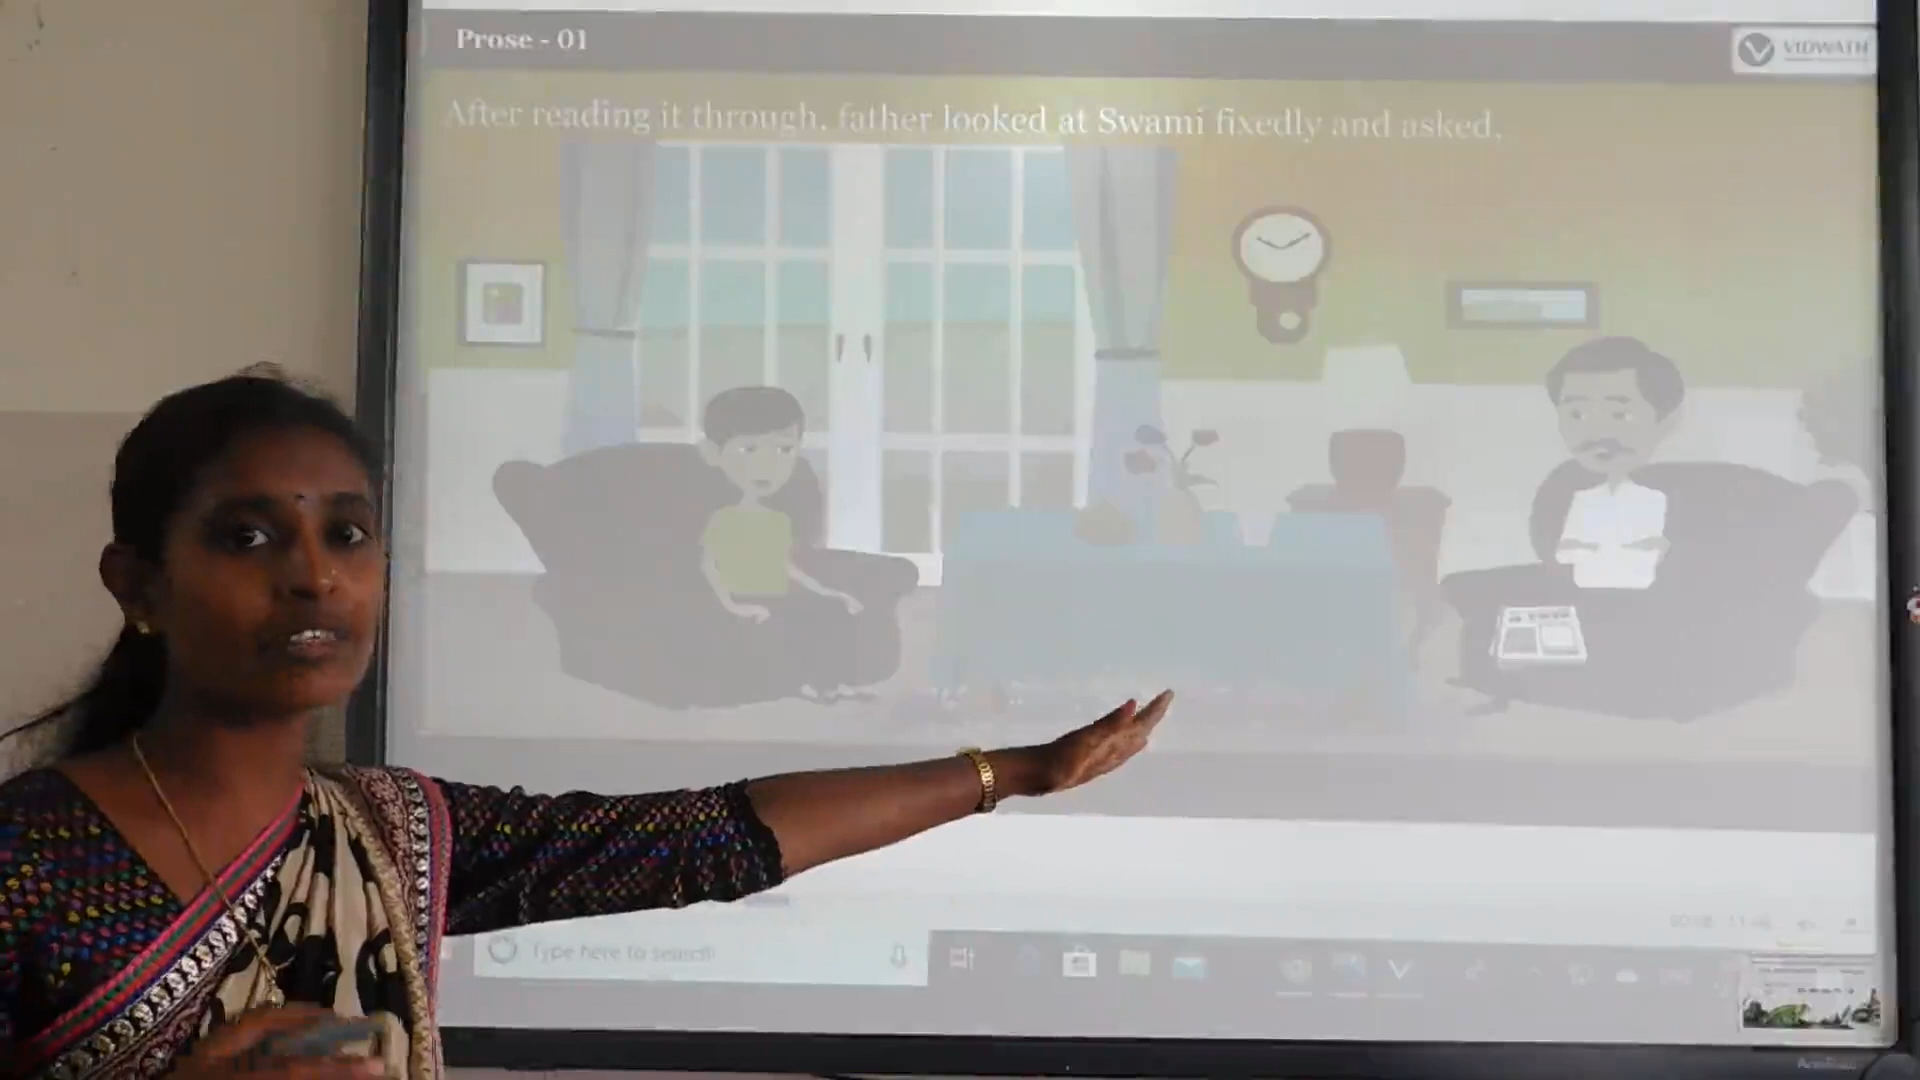 Prose - 01
VIDWATH
After reading it through, father looked at Swami fixedly and asked,
Type here to search